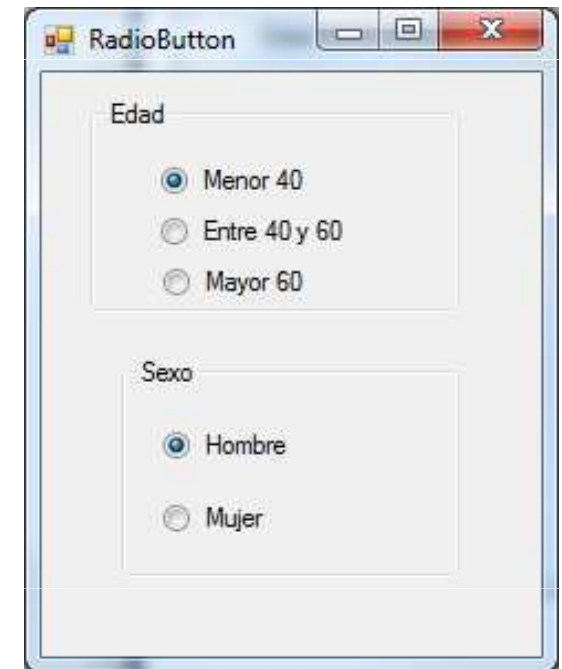 RadioButton
Edad
Menor 40
Entre 40 y 60
Mayor 60
Sexo
Hombre
Mujer